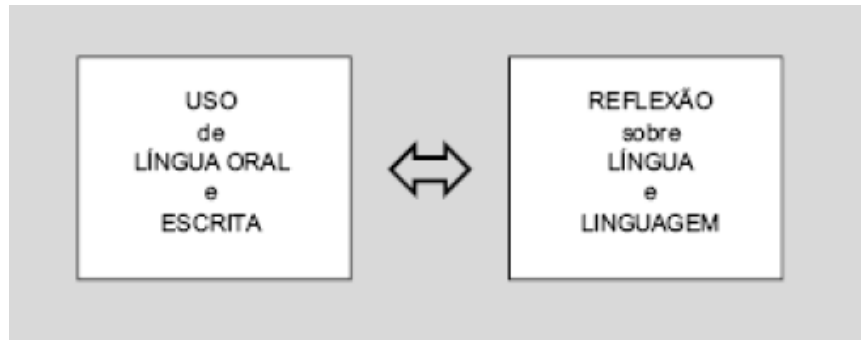 USO
de
LÍNGUA ORAL
e
ESCRITA
REFLEXÃO
sobre
LÍNGUA
e
LINGUAGEM